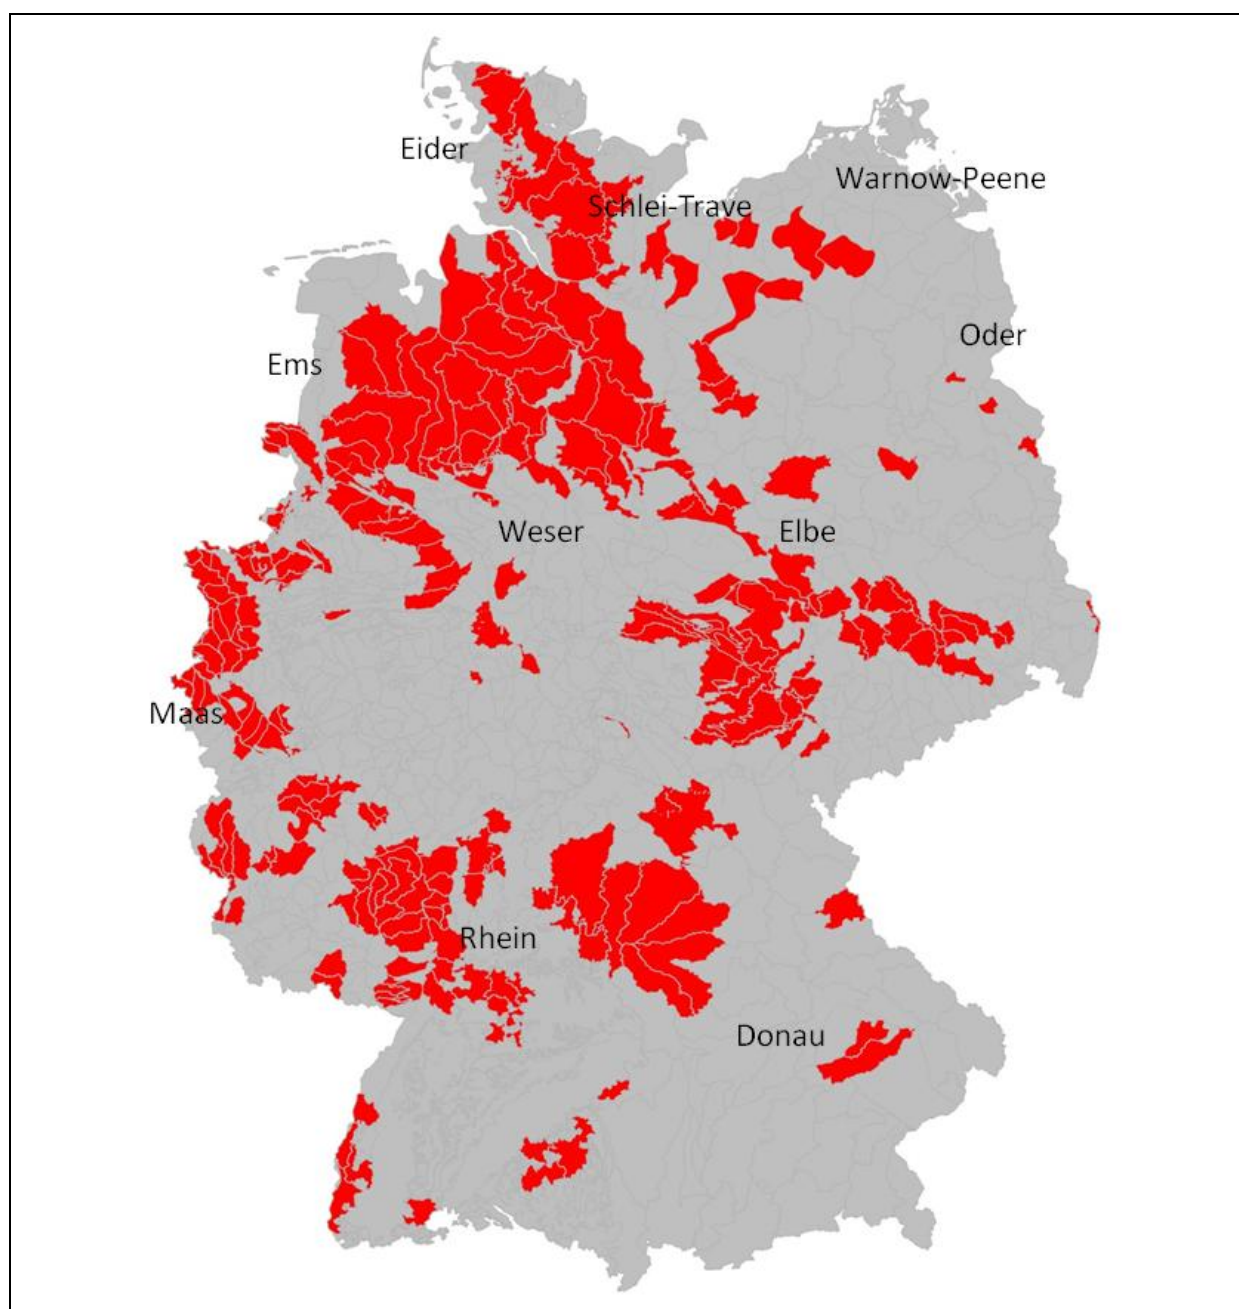 Eider
Warnow-Peene
Schlei-Trave
Oder
Ems
Weser
Elbe
Maas
Rhein
Donau